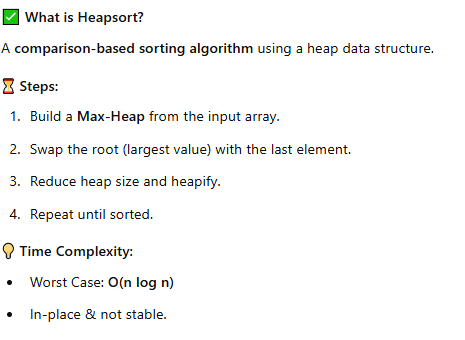 ✅ What is Heapsort?
A comparison-based sorting algorithm using a heap data structure.
⏳ Steps:
1. Build a Max-Heap from the input array.
2. Swap the root (largest value) with the last element.
3. Reduce heap size and heapify.
4. Repeat until sorted.
💡 Time Complexity:
• Worst Case: O(n log n)
• In-place & not stable.